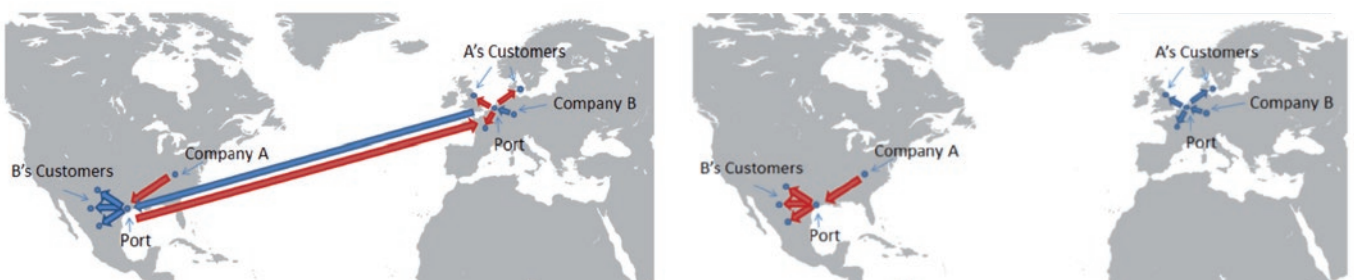 A's Customers
Company B
Port
Company A
B's Customers
Port
A's Customers
Company B
Port
Company A
B's Customers
Port